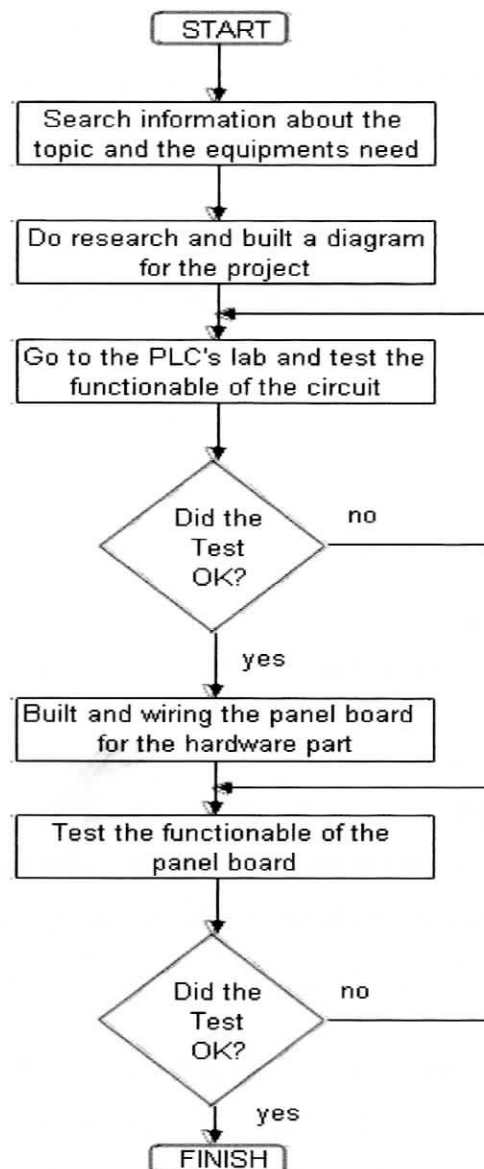 START
Search information about the
topic and the equipments need
Do research and built a diagram
for the project
Go to the PLC's lab and test the
functionable of the circuit
Did the
Test
OK?
no
yes
Built and wiring the panel board
for the hardware part
Test the functionable of the
panel board
Did the
Test
OK?
no
yes
FINISH